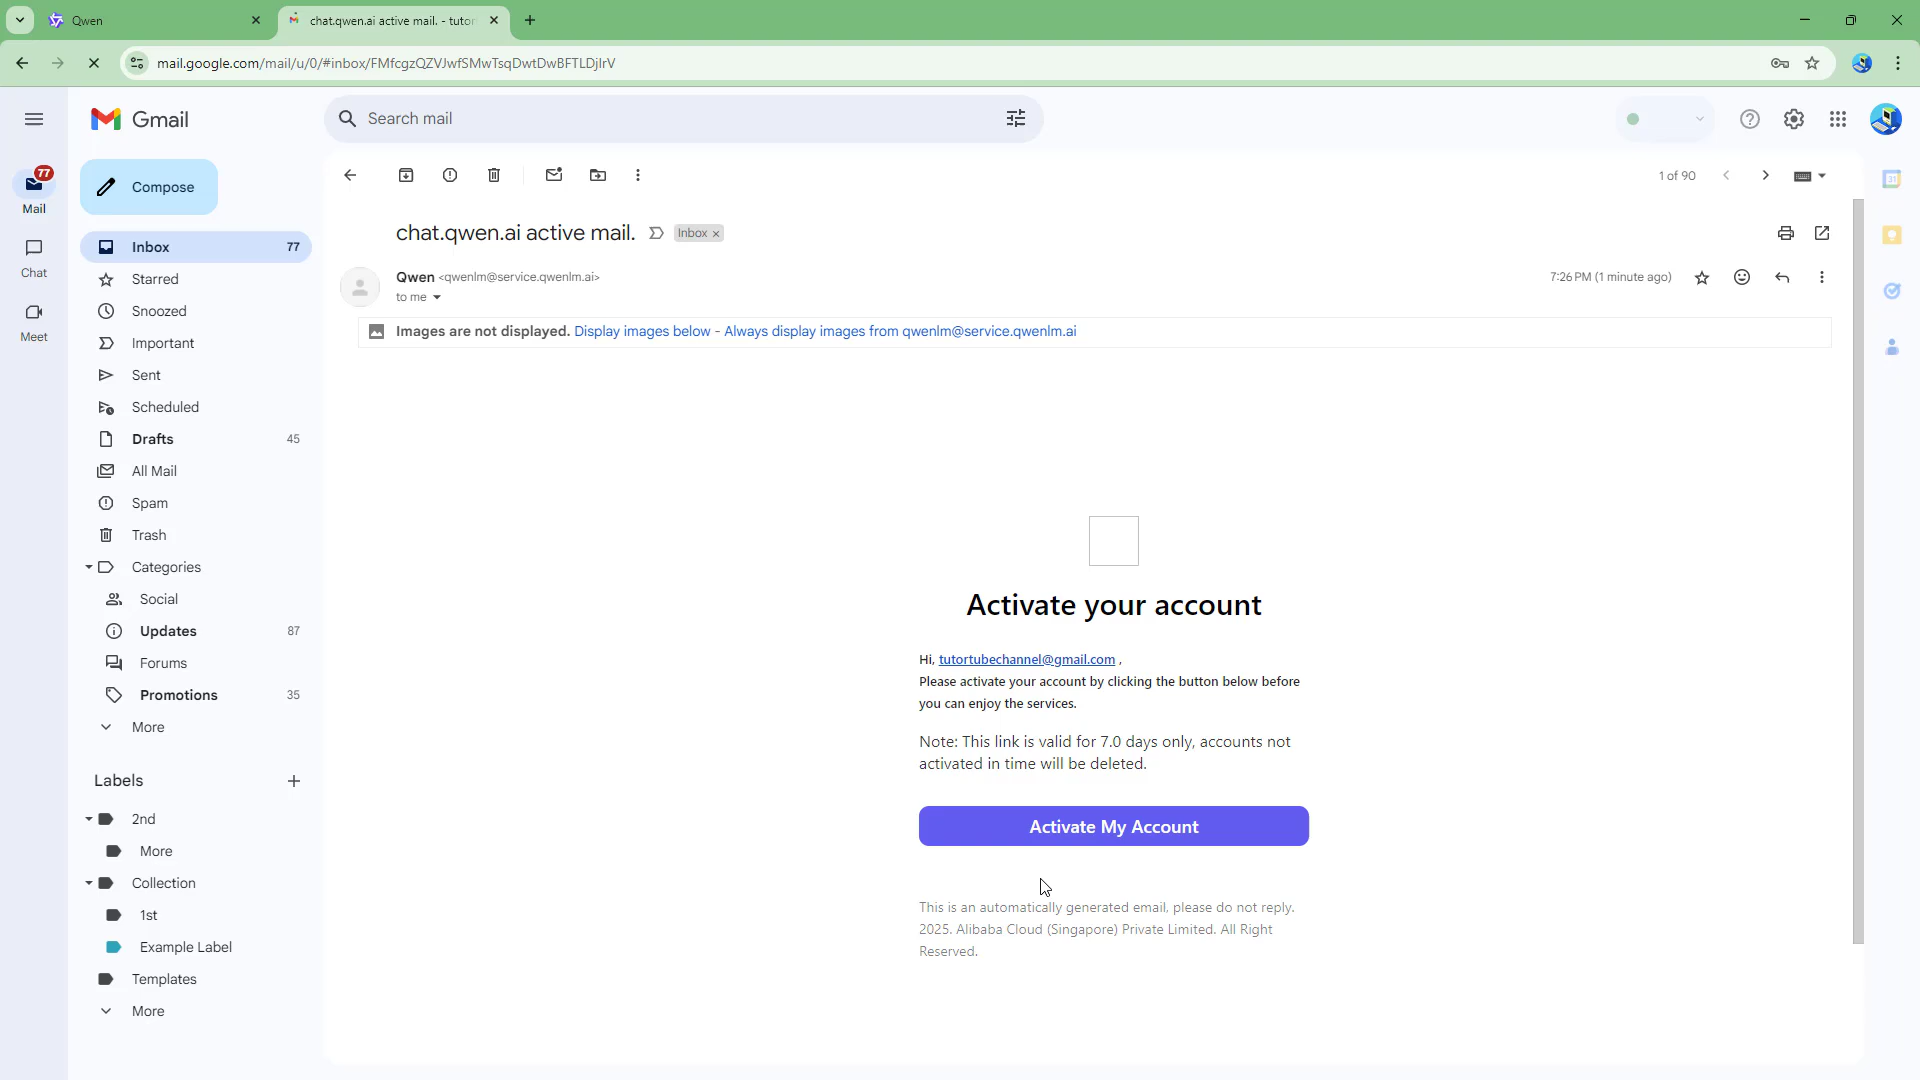 Qwen
chat.qwen.ai active mail. - tutor
mail.google.com/mail/u/0/#inbox/FMfcgzQZVJwfSMwTsqDwtDwBFTLDjlrV
Gmail
Search mail
77
Mail
Chat
Meet
Compose
Inbox 77
Starred
Snoozed
Important
Sent
Scheduled
Drafts 45
All Mail
Spam
Trash
Categories
Social
Updates 87
Forums
Promotions 35
More
Labels
2nd
More
Collection
1st
Example Label
Templates
More
1 of 90
chat.qwen.ai active mail. Inbox
Qwen <qwenlm@service.qwenlm.ai>
7:26 PM (1 minute ago)
to me
Images are not displayed. Display images below - Always display images from qwenlm@service.qwenlm.ai
Activate your account
Hi, tutortubechannel@gmail.com ,
Please activate your account by clicking the button below before
you can enjoy the services.
Note: This link is valid for 7.0 days only, accounts not
activated in time will be deleted.
Activate My Account
This is an automatically generated email, please do not reply.
2025. Alibaba Cloud (Singapore) Private Limited. All Right
Reserved.
31